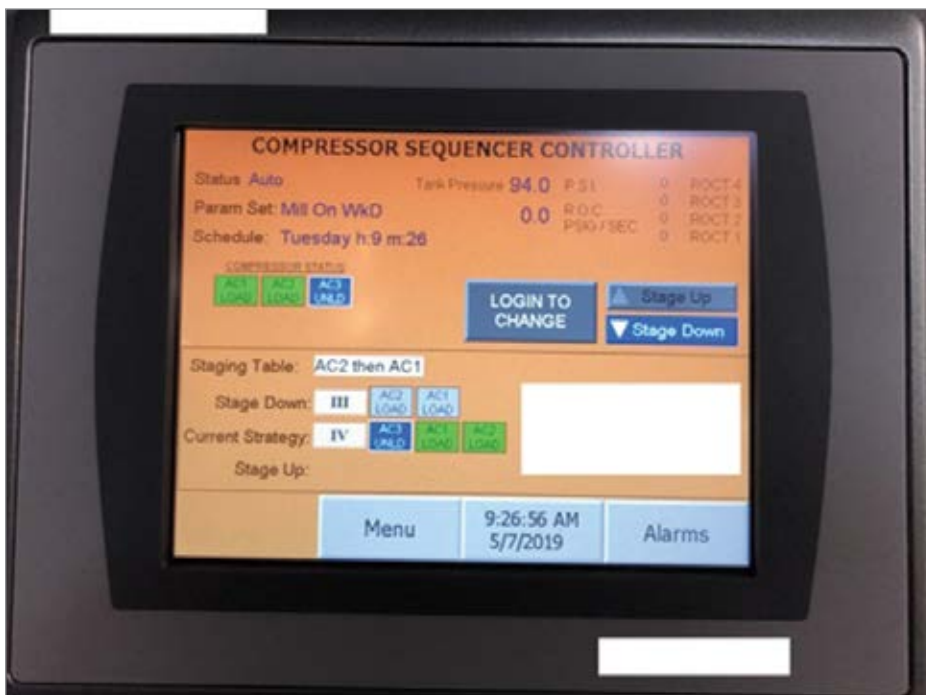 COMPRESSOR SEQUENCER CONTROLLER
Status Auto Tank Pressure 94.0 P.S.I. 0 ROCT 4
Param Set: Mill On WkD 0.0 R.O.C. PSIG / SEC 0 ROCT 3
0 ROCT 2
Schedule: Tuesday h:9 m:26 0 ROCT 1
COMPRESSOR STATUS
AC1 LOAD AC2 LOAD AC3 UNLD
LOGIN TO
CHANGE
Stage Up
Stage Down
Staging Table: AC2 then AC1
Stage Down: III AC2 LOAD AC1 LOAD
Current Strategy: IV AC3 UNLD AC1 LOAD AC2 LOAD
Stage Up:
Menu
9:26:56 AM
5/7/2019
Alarms